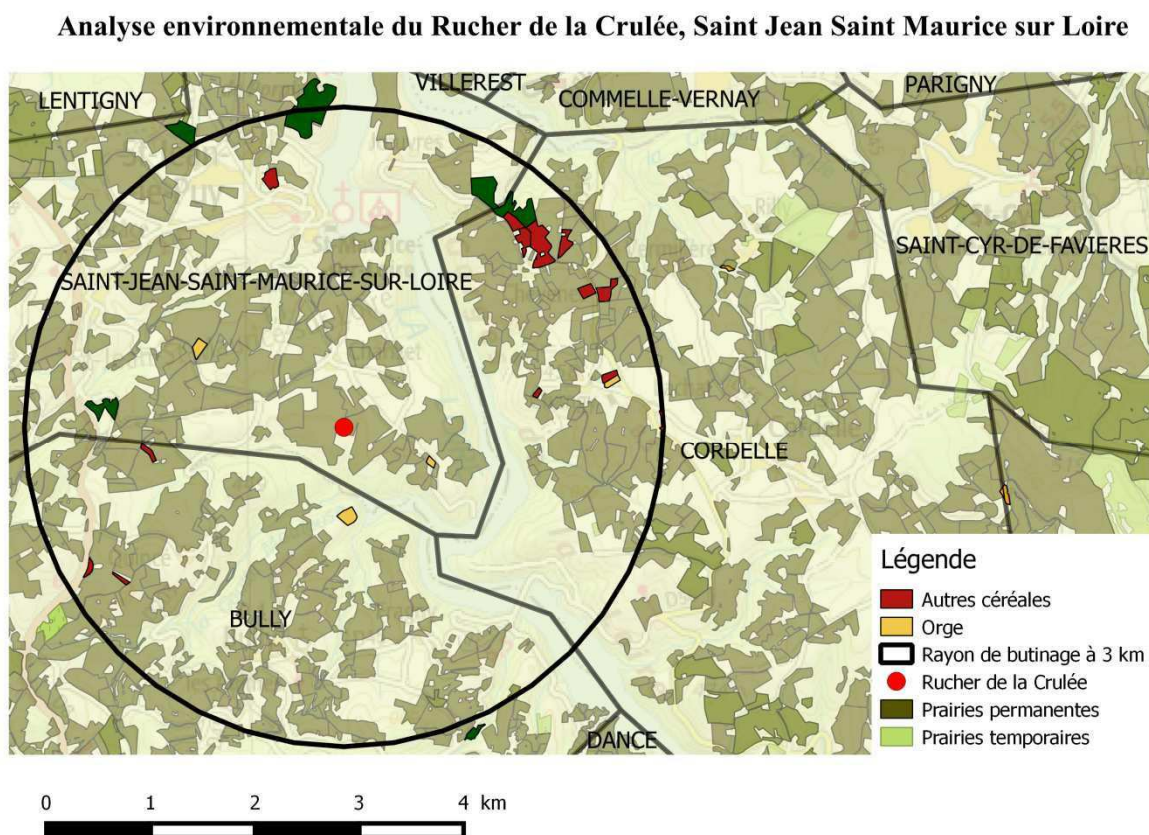 Analyse environnementale du Rucher de la Crulée, Saint Jean Saint Maurice sur Loire
LENTIGNY
VILLEREST
COMMELLE-VERNAY
PARIGNY
SAINT-CYR-DE-FAVIERES
SAINT-JEAN-SAINT-MAURICE-SUR-LOIRE
CORDELLE
BULLY
DANCE
Légende
Autres céréales
Orge
Rayon de butinage à 3 km
Rucher de la Crulée
Prairies permanentes
Prairies temporaires
0 1 2 3 4 km